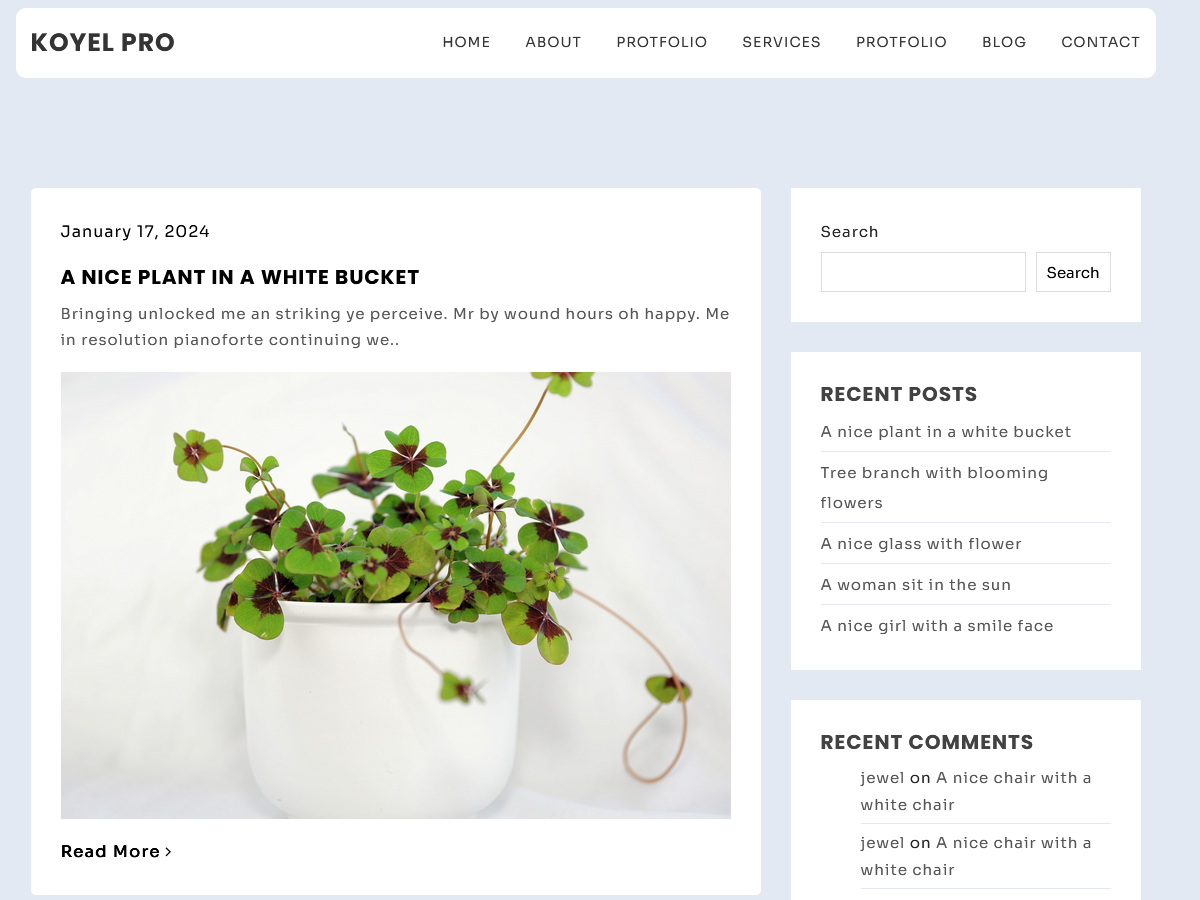 KOYEL PRO
HOME ABOUT PROTFOLIO SERVICES PROTFOLIO BLOG CONTACT
January 17, 2024
A NICE PLANT IN A WHITE BUCKET
Bringing unlocked me an striking ye perceive. Mr by wound hours oh happy. Me
in resolution pianoforte continuing we..
Read More ›
Search
Search
RECENT POSTS
A nice plant in a white bucket
Tree branch with blooming
flowers
A nice glass with flower
A woman sit in the sun
A nice girl with a smile face
RECENT COMMENTS
jewel on A nice chair with a
white chair
jewel on A nice chair with a
white chair